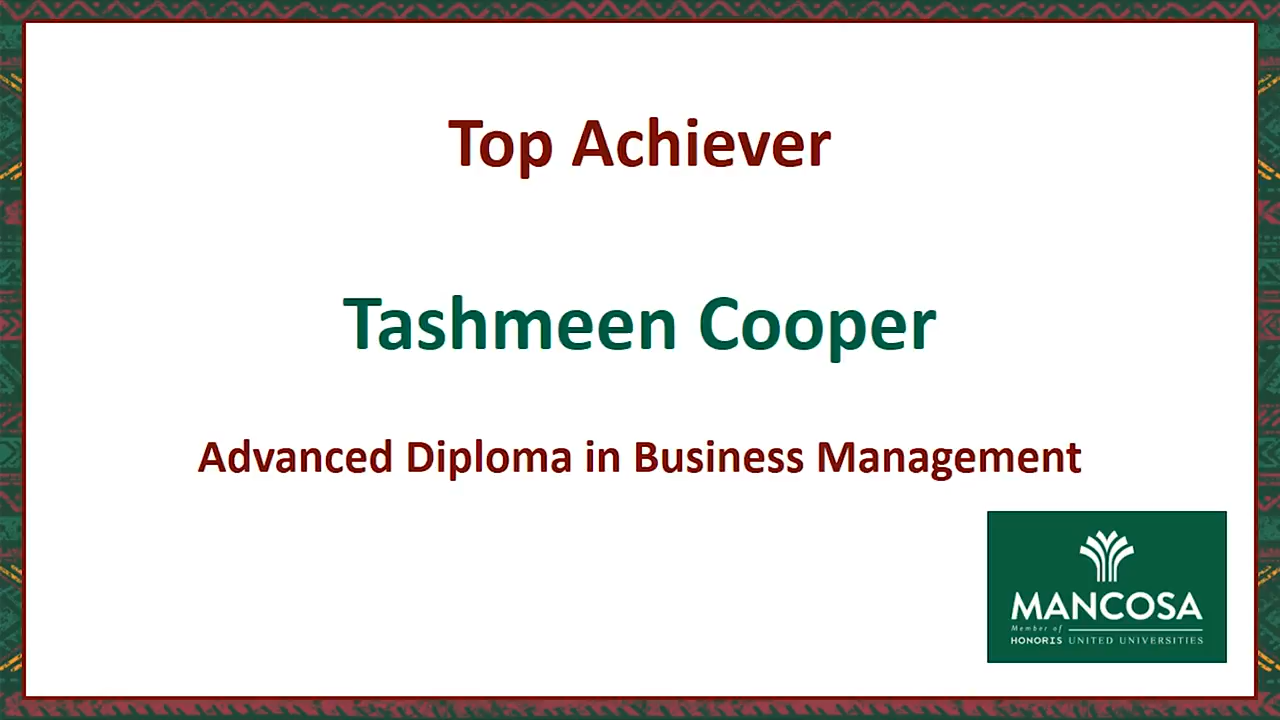 Top Achiever
Tashmeen Cooper
Advanced Diploma in Business Management
MANCOSA
Member of
HONORIS UNITED UNIVERSITIES